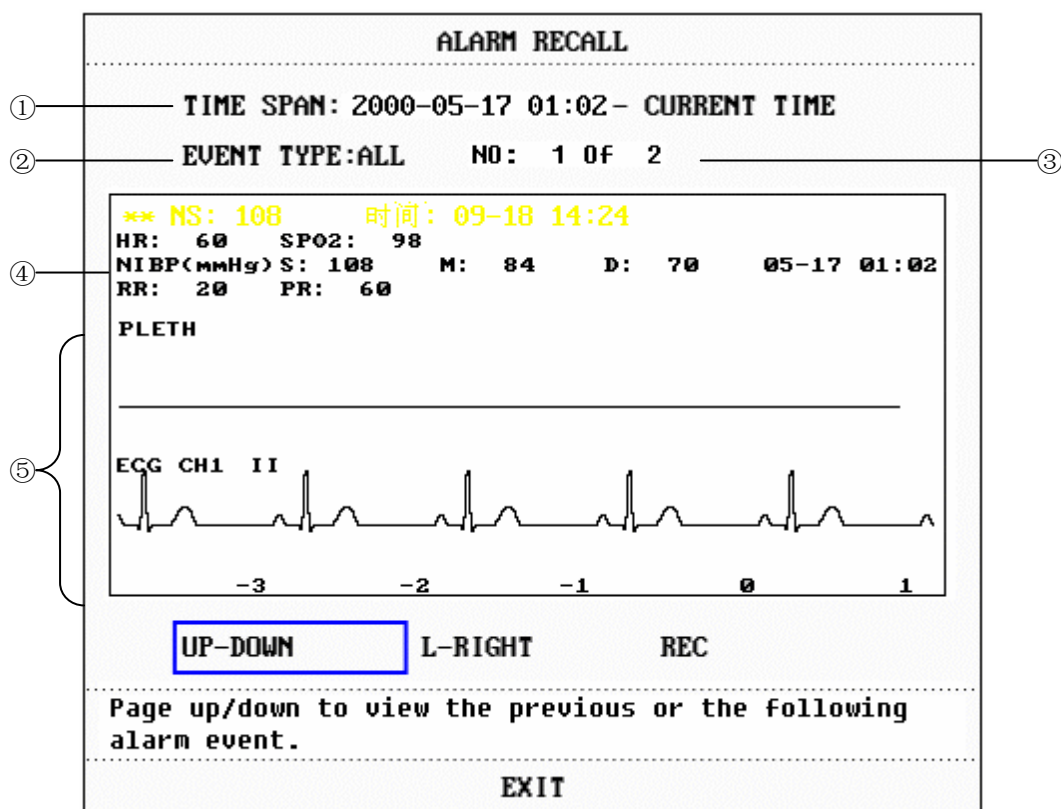 ALARM RECALL
① TIME SPAN: 2000-05-17 01:02- CURRENT TIME
② EVENT TYPE:ALL NO: 1 Of 2 ③
** NS: 108 时间: 09-18 14:24
HR: 60 SPO2: 98
④ NIBP(mmHg) S: 108 M: 84 D: 70 05-17 01:02
RR: 20 PR: 60
PLETH
⑤ ECG CH1 II
-3 -2 -1 0 1
UP-DOWN L-RIGHT REC
Page up/down to view the previous or the following
alarm event.
EXIT